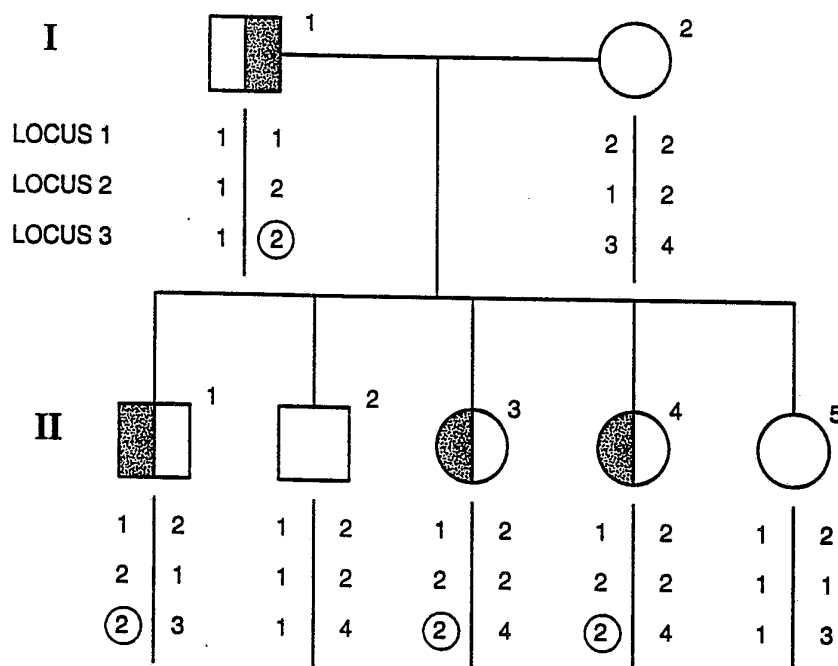 I 1 2
LOCUS 1 1 1 2 2
LOCUS 2 1 2 1 2
LOCUS 3 1 2 3 4
II 1 2 3 4 5
1 2 1 2 1 2 1 2 1 2
2 1 1 2 2 2 2 2 1 1
2 3 1 4 2 4 2 4 1 3